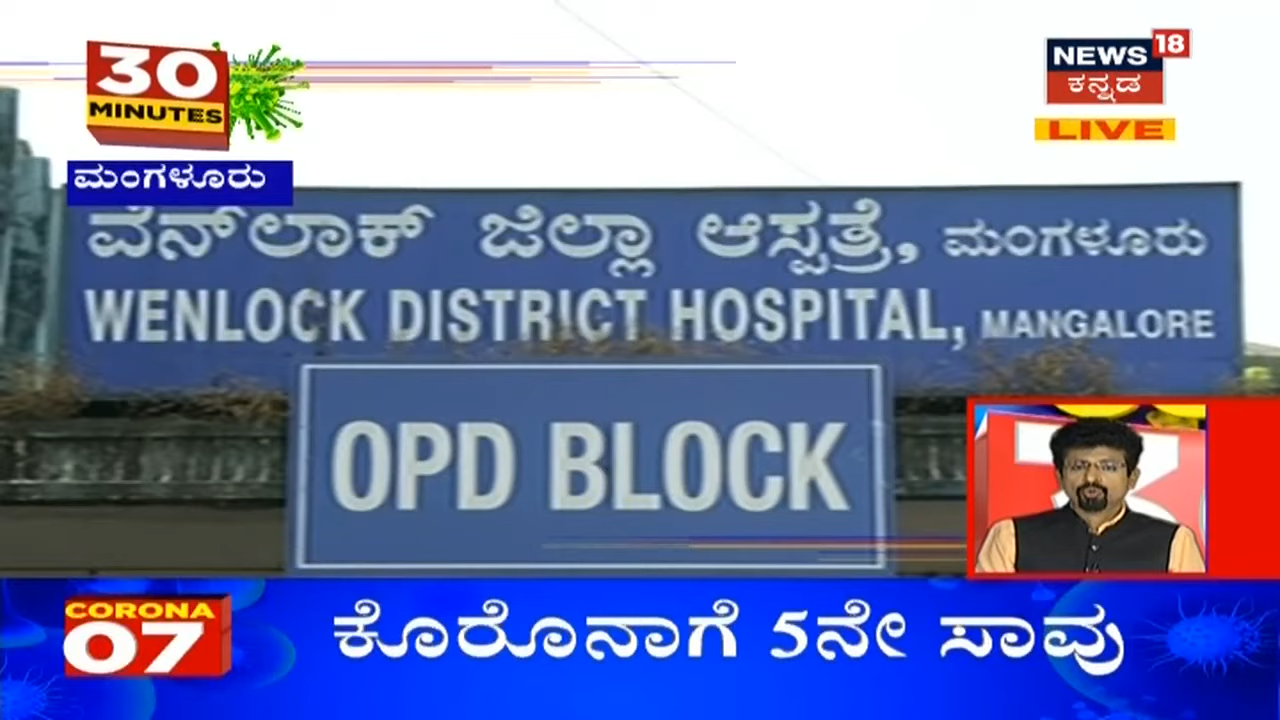 30
MINUTES
NEWS 18
ಕನ್ನಡ
LIVE
ಮಂಗಳೂರು
ವೆನ್‌ಲಾಕ್ ಜಿಲ್ಲಾ ಆಸ್ಪತ್ರೆ, ಮಂಗಳೂರು
WENLOCK DISTRICT HOSPITAL, MANGALORE
OPD BLOCK
CORONA
07
ಕೊರೊನಾಗೆ 5ನೇ ಸಾವು